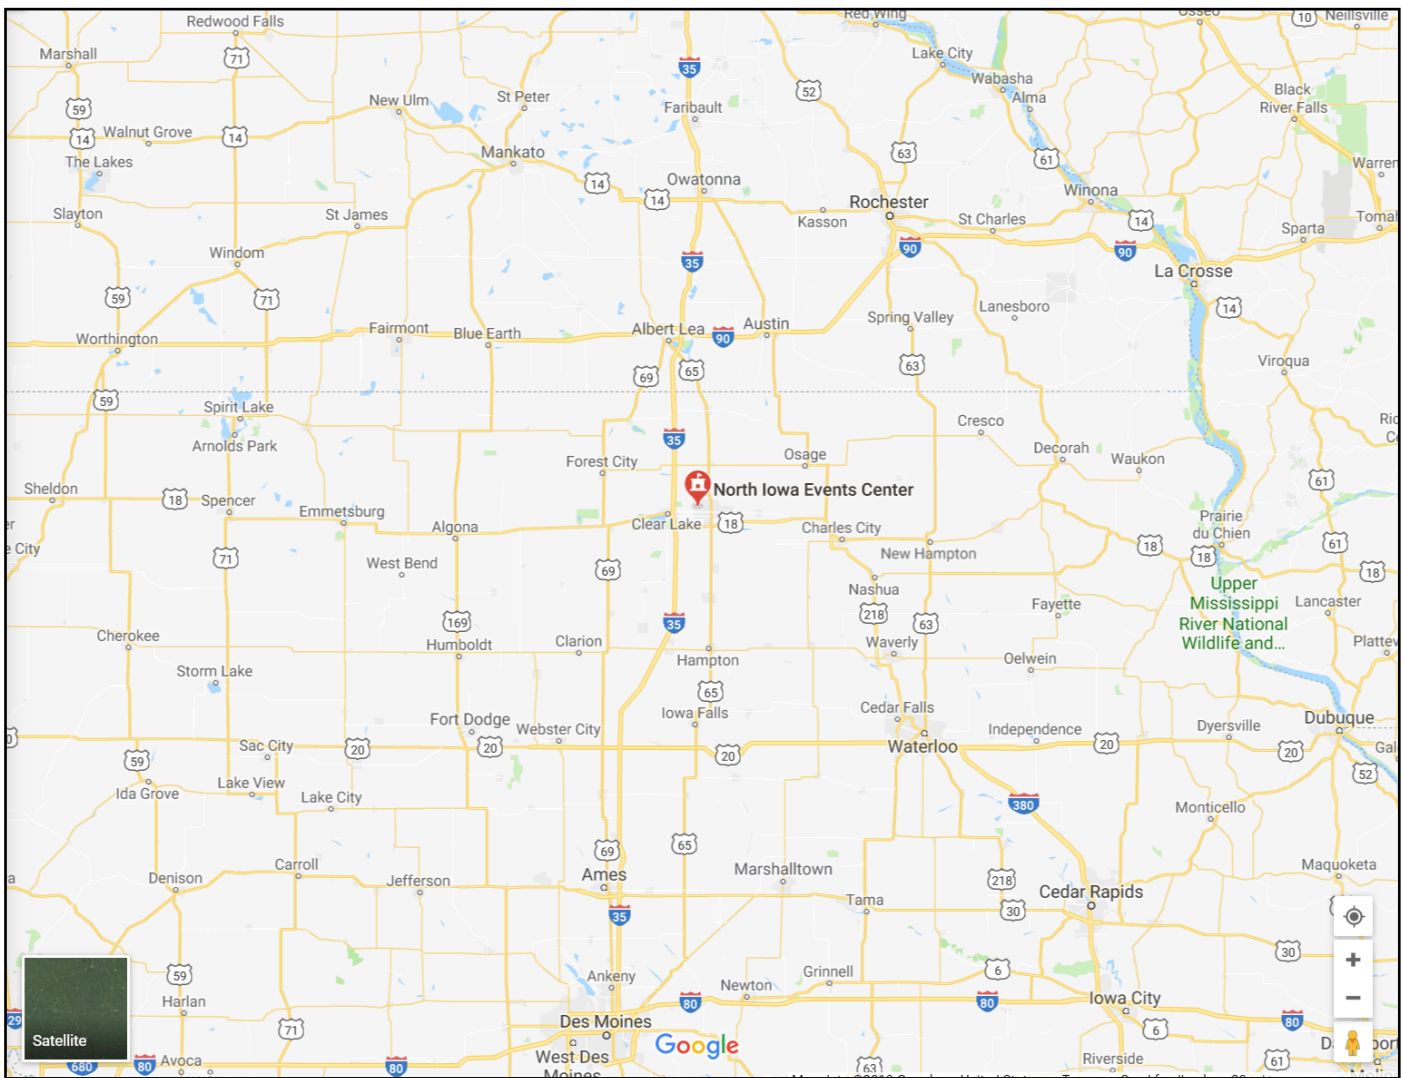 Redwood Falls
Red Wing
Osseo
10
Neillsville
Marshall
71
35
Lake City
Wabasha
52
Alma
Black
River Falls
59
New Ulm
St Peter
Faribault
14
Walnut Grove
14
The Lakes
Mankato
63
61
Warren
14
14
Owatonna
Winona
Slayton
St James
Rochester
Kasson
St Charles
14
Tomah
Sparta
Windom
35
90
90
La Crosse
59
71
Lanesboro
14
Worthington
Fairmont
Blue Earth
Albert Lea
90
Austin
Spring Valley
Viroqua
69
65
63
59
Spirit Lake
Arnolds Park
35
Cresco
Decorah
Waukon
Forest City
Osage
61
Sheldon
18
Spencer
North Iowa Events Center
Emmetsburg
Algona
Clear Lake
18
Charles City
Prairie
du Chien
18
18
61
18
e City
71
West Bend
69
New Hampton
Nashua
Upper
Mississippi
River National
Wildlife and...
Lancaster
Fayette
169
35
218
63
Cherokee
Humboldt
Clarion
Hampton
Waverly
Oelwein
Plattev
Storm Lake
65
Fort Dodge
Webster City
Iowa Falls
Cedar Falls
Waterloo
Independence
Dyersville
Dubuque
Sac City
20
20
20
20
20
59
52
Ida Grove
Lake View
Lake City
380
Monticello
69
65
Carroll
Ames
Marshalltown
Maquoketa
Denison
Jefferson
218
Cedar Rapids
35
Tama
30
30
59
Harlan
Ankeny
Newton
Grinnell
6
80
80
Iowa City
29
71
Des Moines
80
6
Satellite
Google
680
80
Avoca
80
West Des
Moines
63
Riverside
61